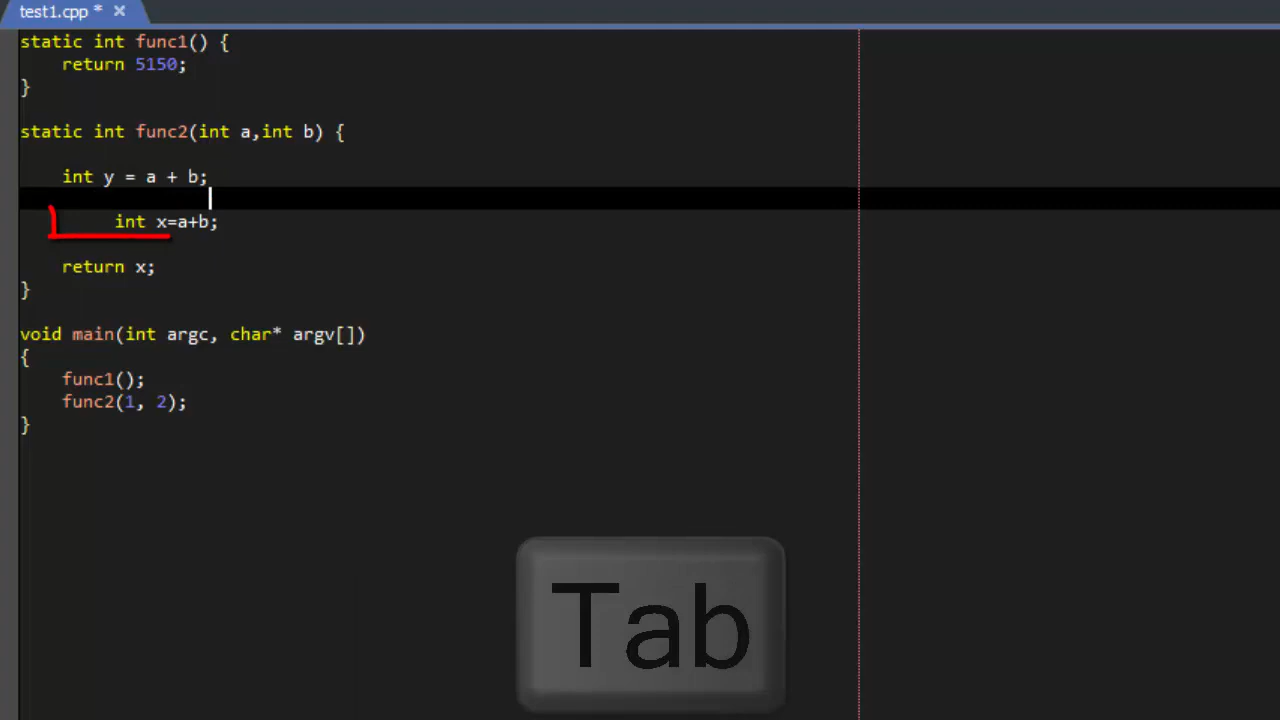 test1.cpp * ×
static int func1() {
    return 5150;
}
static int func2(int a,int b) {
    int y = a + b;
         int x=a+b;
    return x;
}
void main(int argc, char* argv[])
{
    func1();
    func2(1, 2);
}
Tab